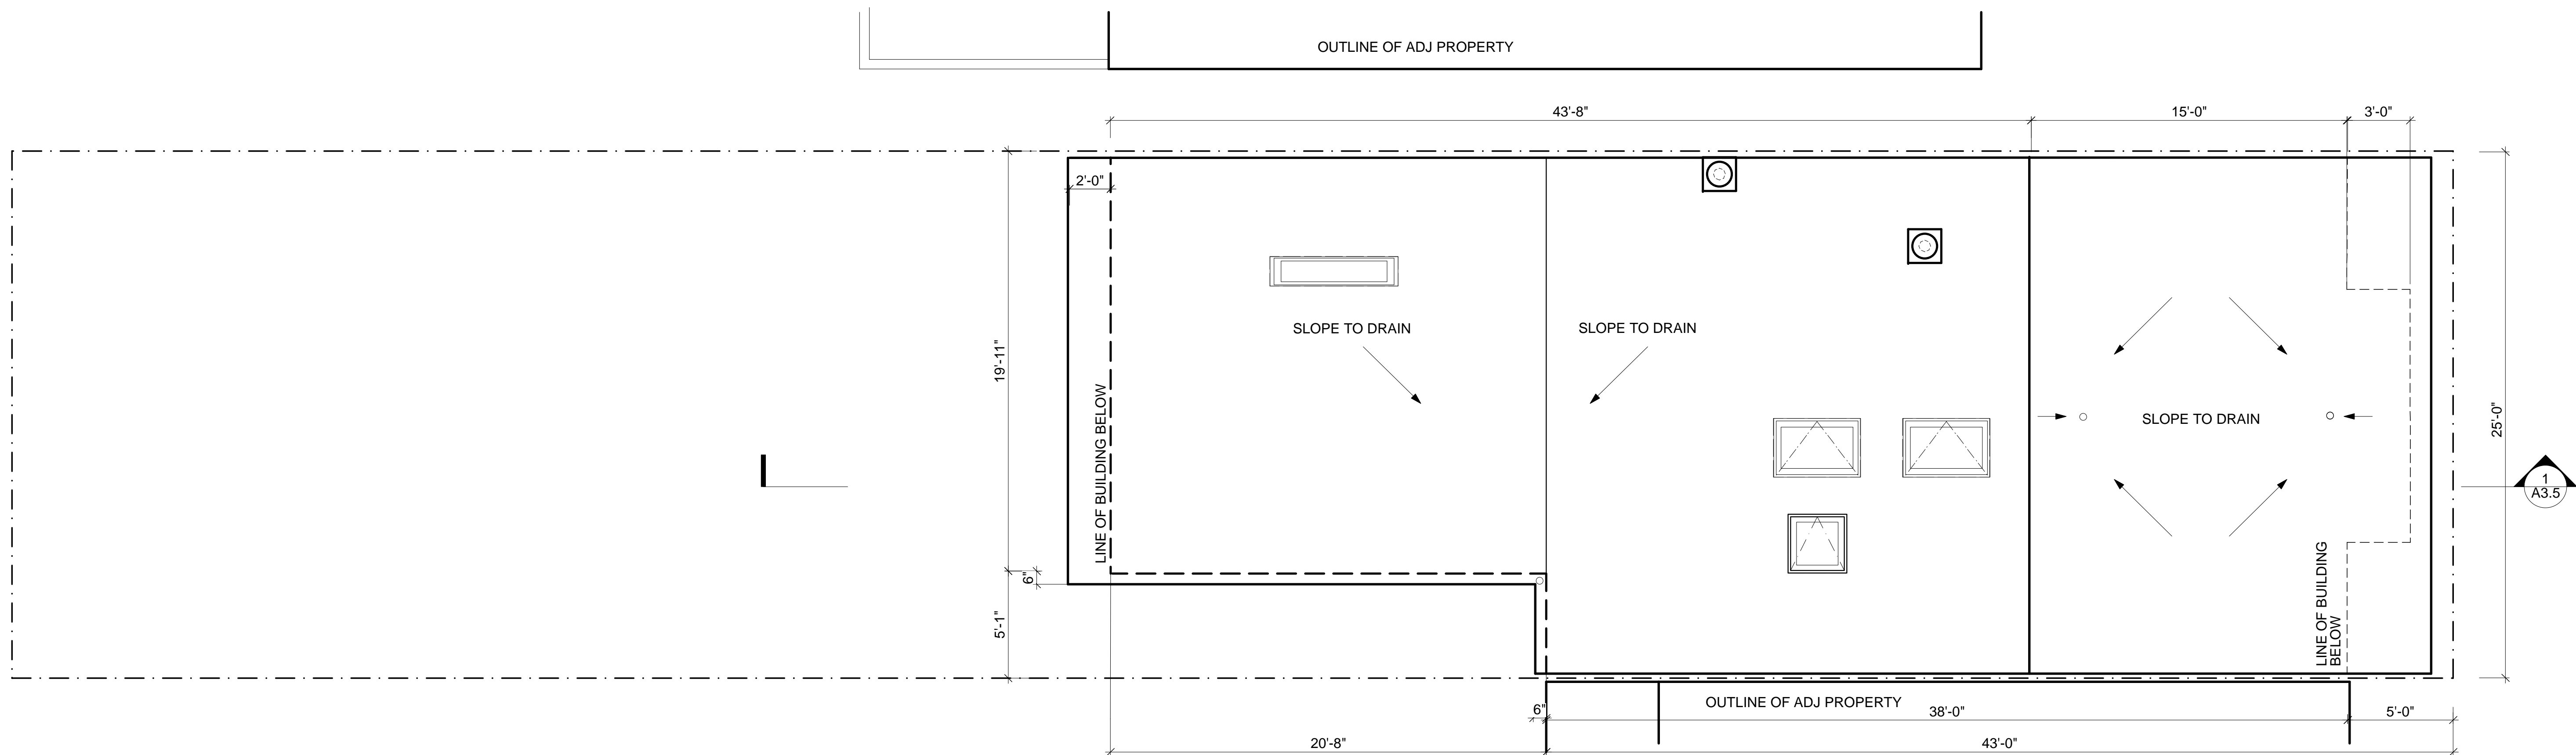 OUTLINE OF ADJ PROPERTY
43'-8"
15'-0"
3'-0"
2'-0"
19'-11"
SLOPE TO DRAIN
SLOPE TO DRAIN
LINE OF BUILDING BELOW
SLOPE TO DRAIN
25'-0"
1
A3.5
LINE OF BUILDING
BELOW
6"
5'-1"
OUTLINE OF ADJ PROPERTY
6"
38'-0"
5'-0"
20'-8"
43'-0"